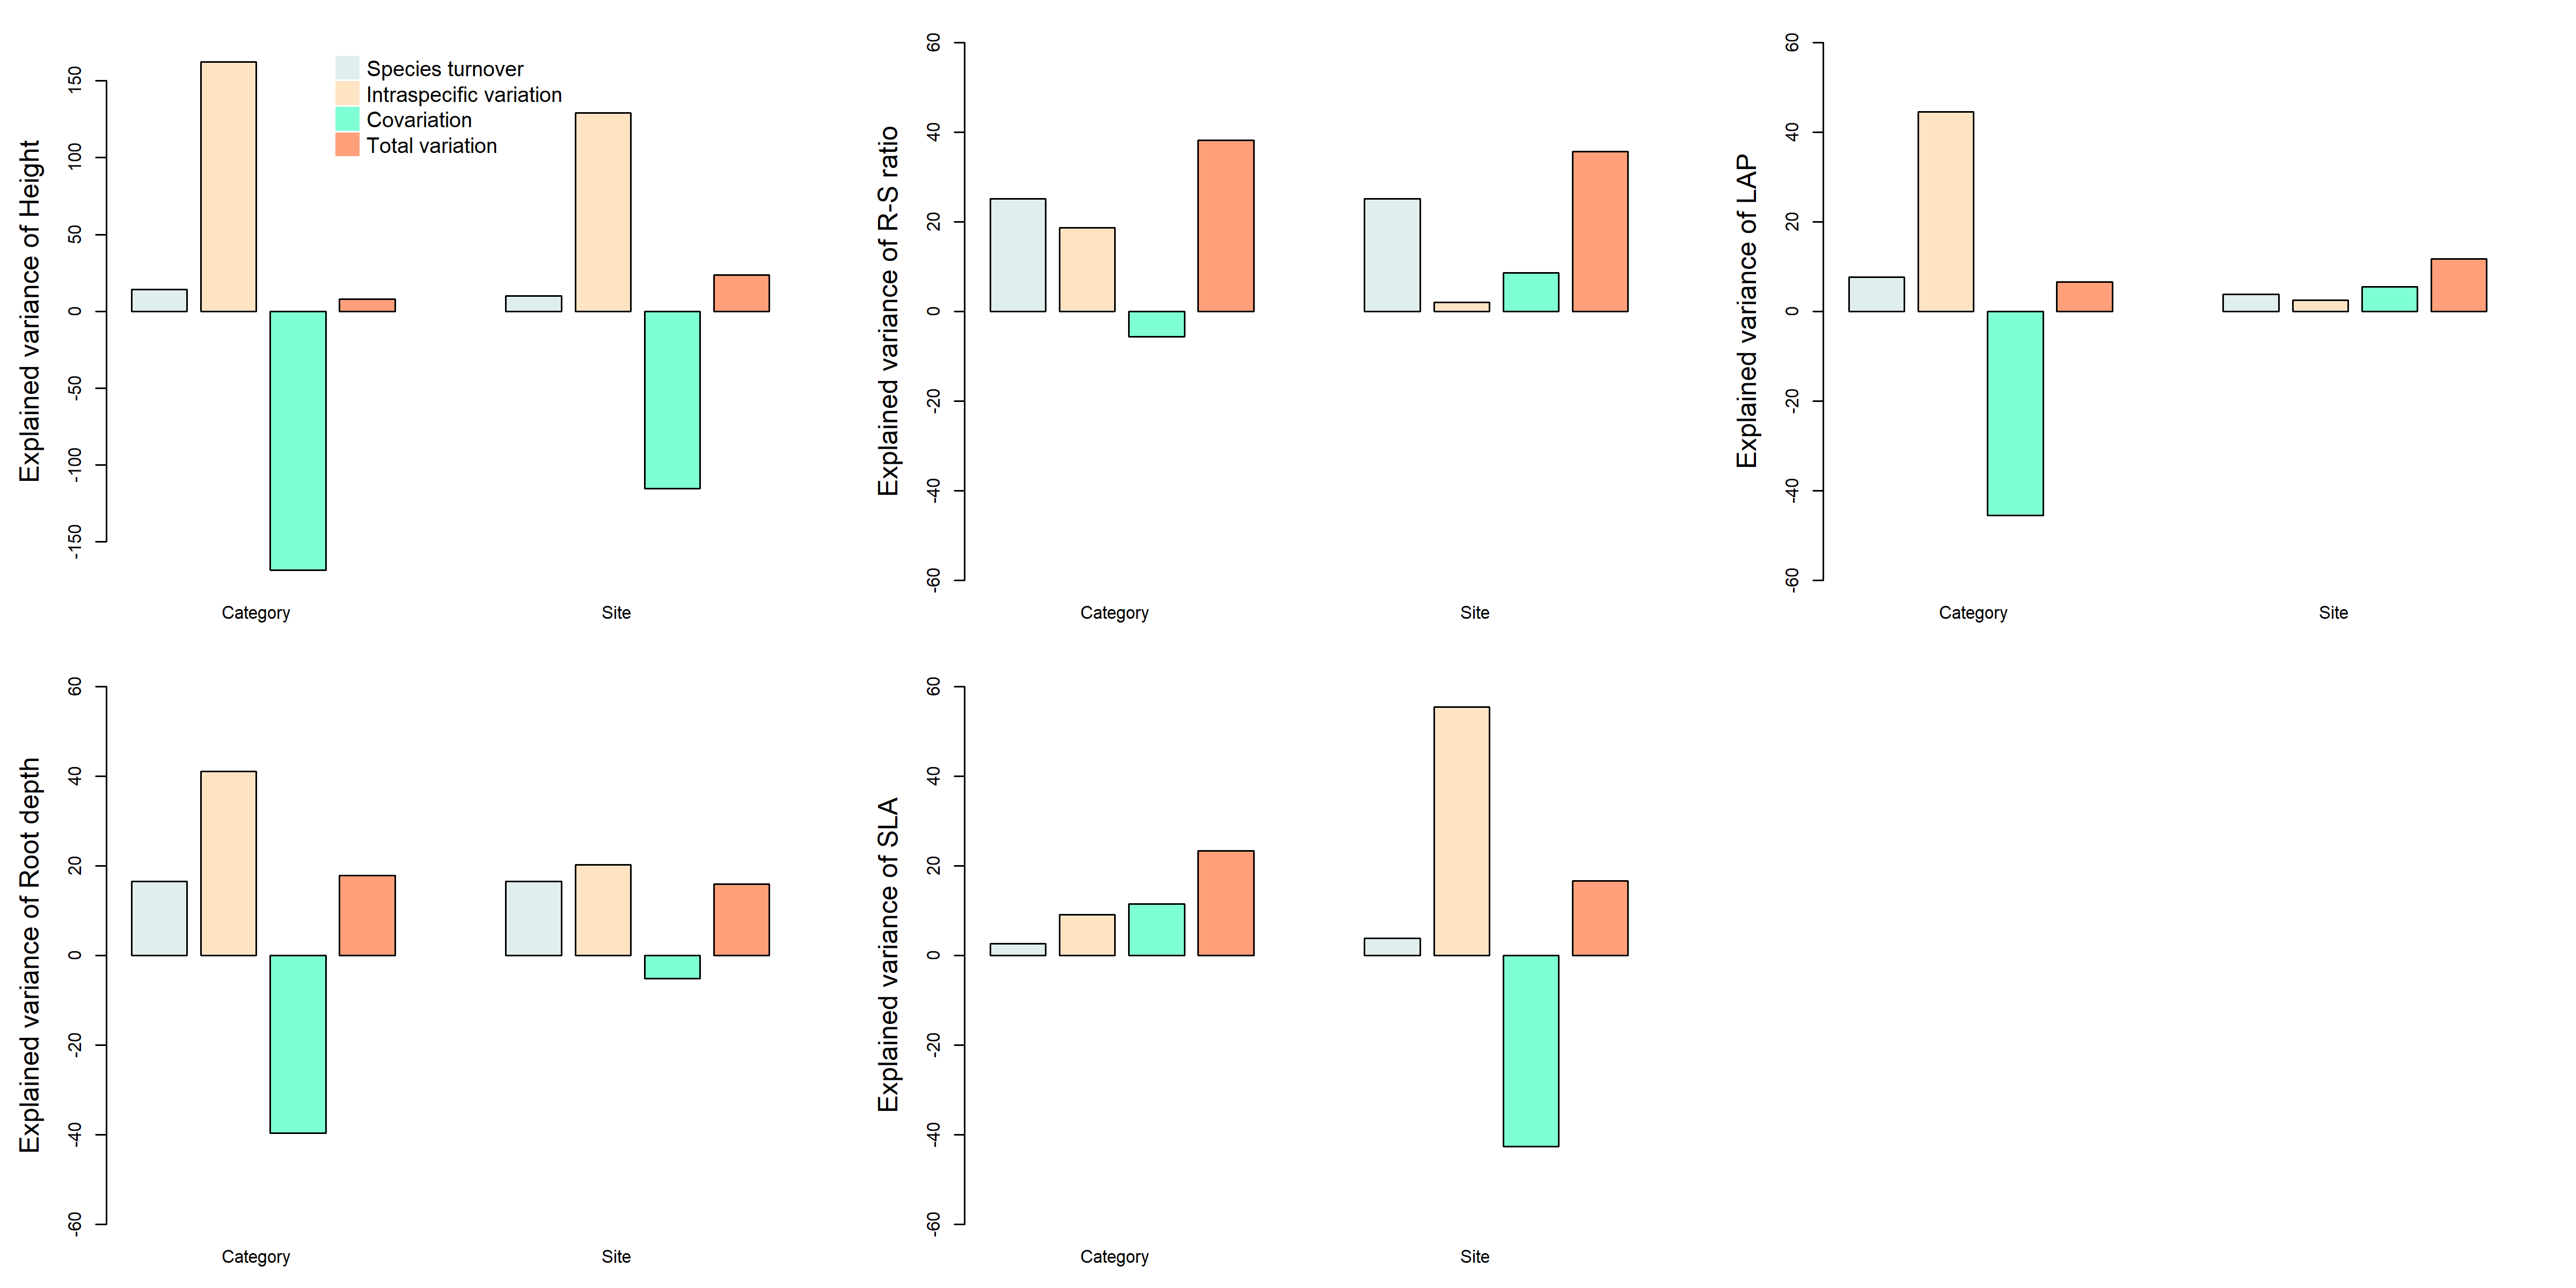 Explained variance of Height
150
100
50
0
-50
-100
-150
Species turnover
Intraspecific variation
Covariation
Total variation
Category
Site
Explained variance of R-S ratio
60
40
20
0
-20
-40
-60
Category
Site
Explained variance of LAP
60
40
20
0
-20
-40
-60
Category
Site
Explained variance of Root depth
60
40
20
0
-20
-40
-60
Category
Site
Explained variance of SLA
60
40
20
0
-20
-40
-60
Category
Site